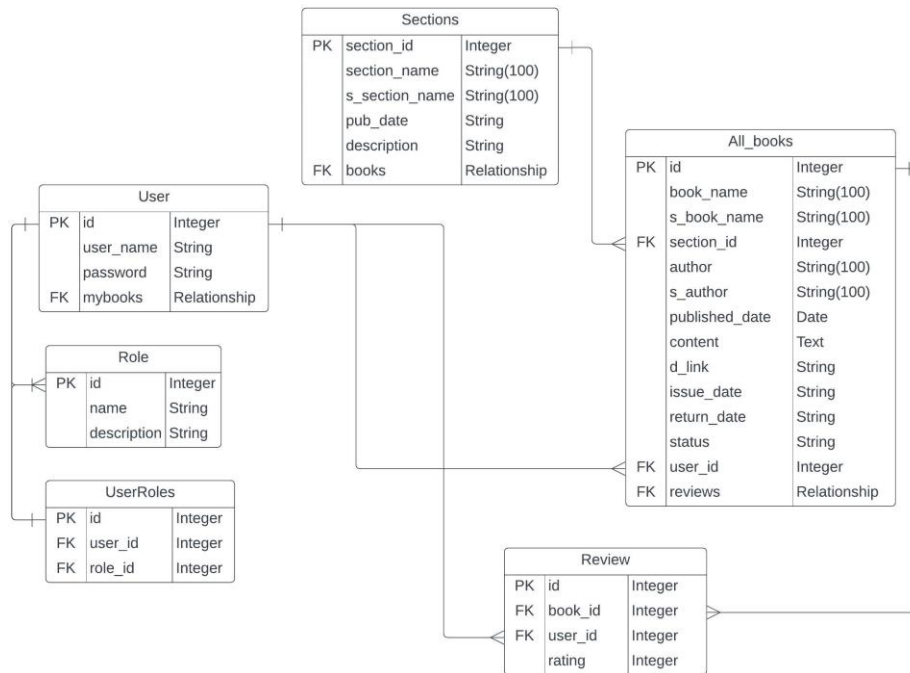 Sections
PK section_id Integer
section_name String(100)
s_section_name String(100)
pub_date String
description String
FK books Relationship
All_books
PK id Integer
book_name String(100)
s_book_name String(100)
FK section_id Integer
author String(100)
s_author String(100)
published_date Date
content Text
d_link String
issue_date String
return_date String
status String
FK user_id Integer
FK reviews Relationship
User
PK id Integer
user_name String
password String
FK mybooks Relationship
Role
PK id Integer
name String
description String
UserRoles
PK id Integer
FK user_id Integer
FK role_id Integer
Review
PK id Integer
FK book_id Integer
FK user_id Integer
rating Integer